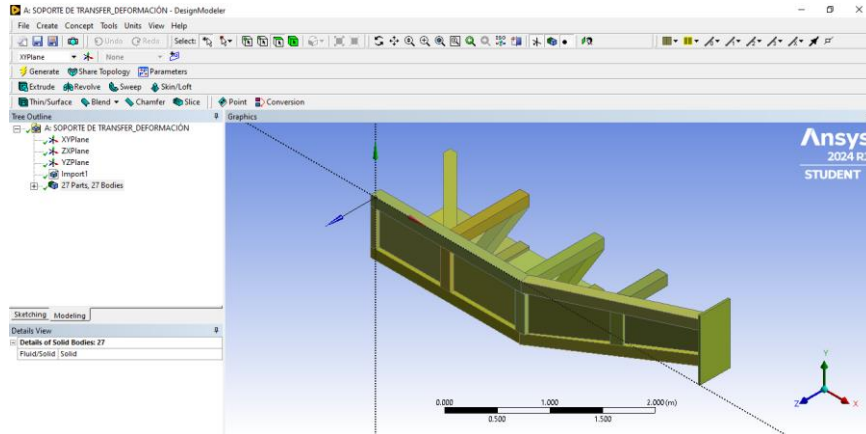 A: SOPORTE DE TRANSFER_DEFORMACIÓN - DesignModeler
File Create Concept Tools Units View Help
Undo Redo Select:
XYPlane None
Generate Share Topology Parameters
Extrude Revolve Sweep Skin/Loft
Thin/Surface Blend Chamfer Slice Point Conversion
Tree Outline
Graphics
A: SOPORTE DE TRANSFER_DEFORMACIÓN
XYPlane
ZXPlane
YZPlane
Import1
27 Parts, 27 Bodies
Ansys
2024
STUDENT
Sketching Modeling
Details View
Details of Solid Bodies: 27
Fluid/Solid Solid
0.000 1.000 2.000 (m)
0.500 1.500
Y
Z X